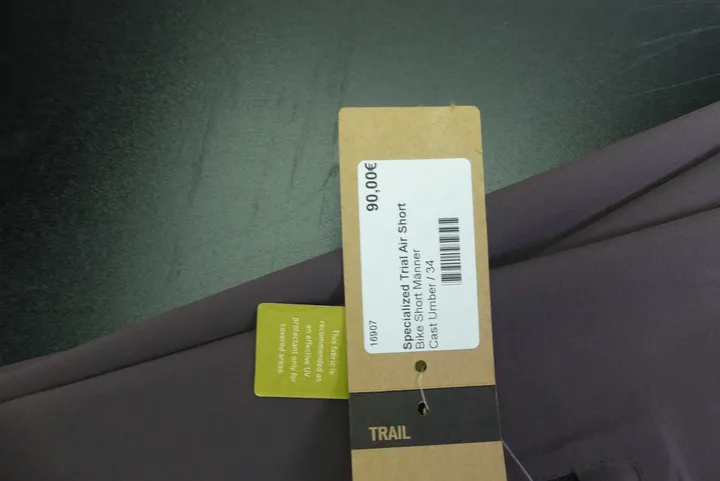 90,00€
Specialized Trial Air Short
Bike Short Männer
Cast Umber / 34
16907
TRAIL
This fabric is
recommended as
an effective UV
protectant only for
covered areas